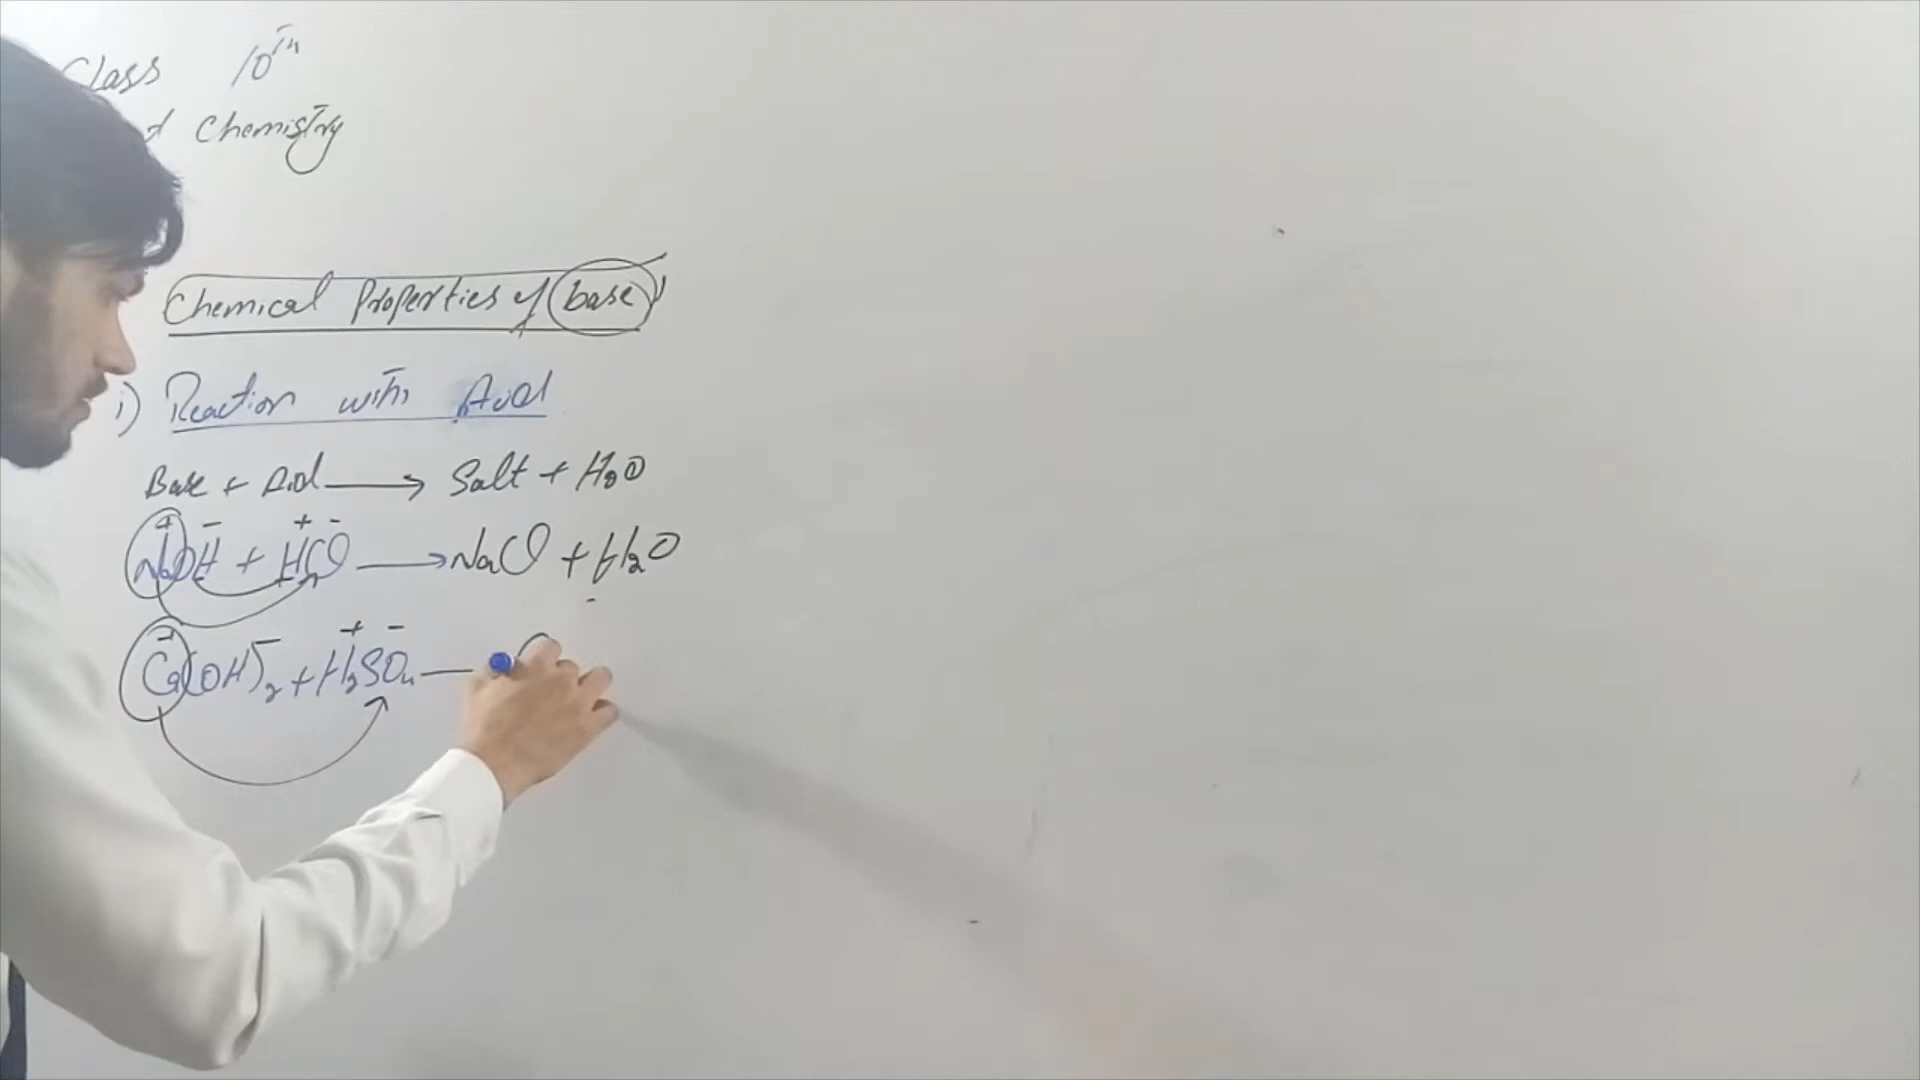 Class 10th
Chemistry
Chemical Properties of base
i) Reaction with Acid
Base + Acid → Salt + H2O
NaOH + HCl → NaCl + H2O
Ca(OH)2 + H2SO4 —